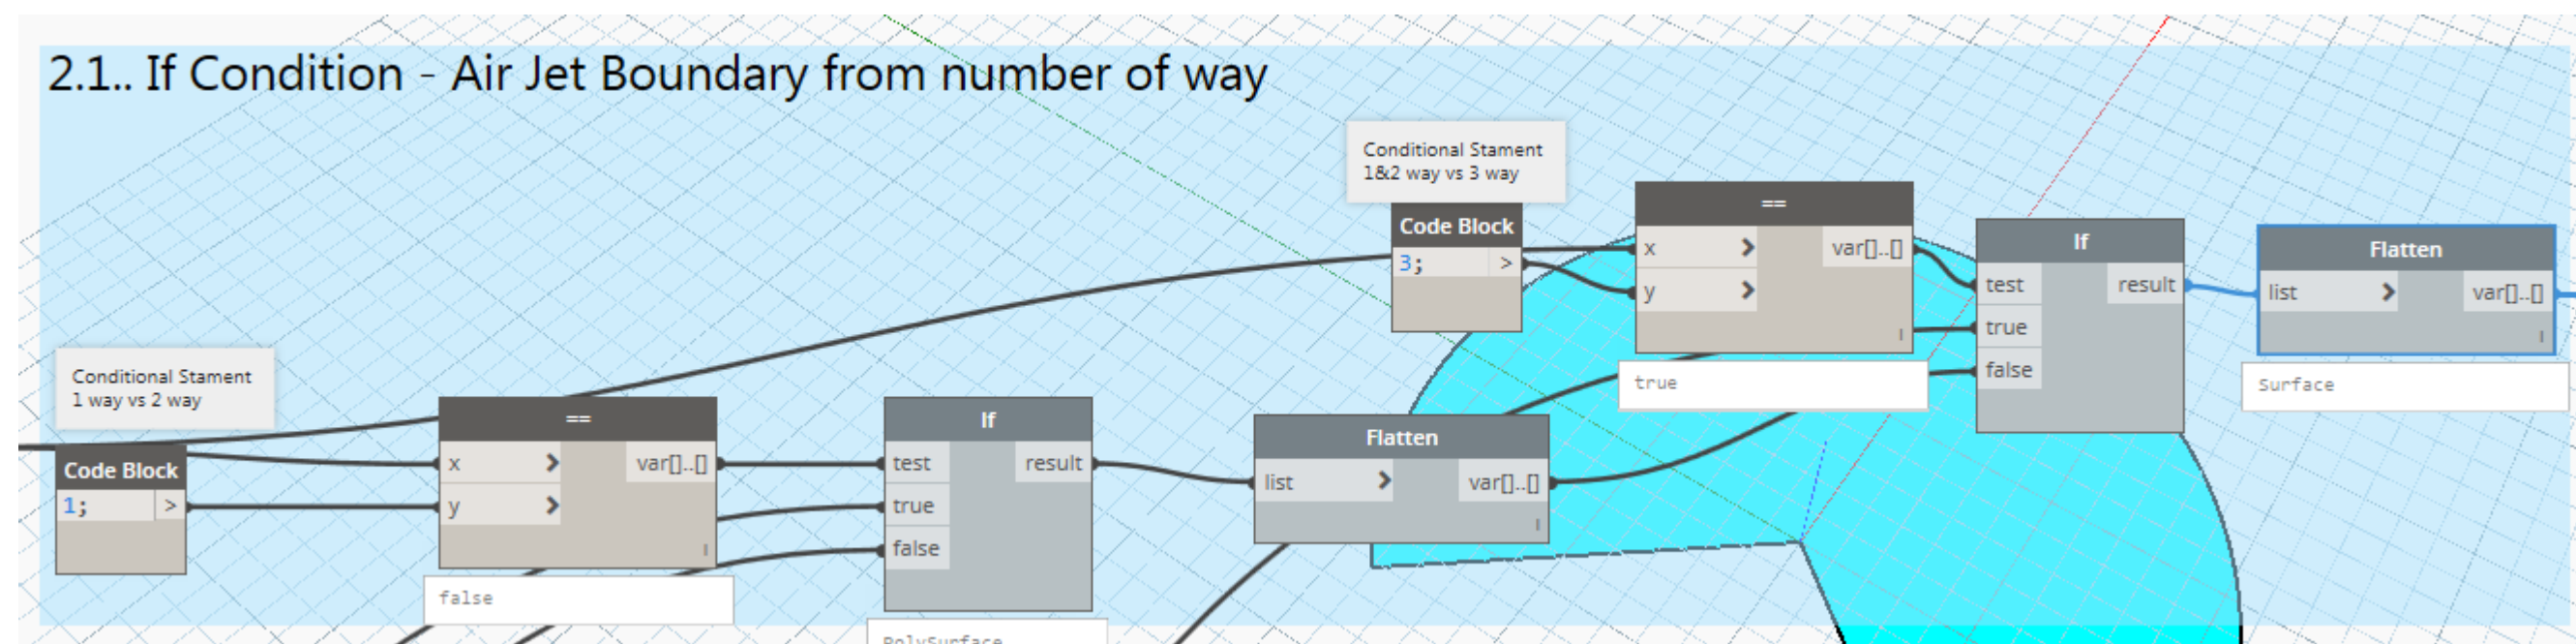 2.1.. If Condition - Air Jet Boundary from number of way
Conditional Stament
1&2 way vs 3 way
Code Block
3; >
==
x > var[]..[]
y >
true
If
test result
true
false
Flatten
list > var[]..[]
Surface
Conditional Stament
1 way vs 2 way
Code Block
1; >
==
x > var[]..[]
y >
false
If
test result
true
false
PolySurface
Flatten
list > var[]..[]